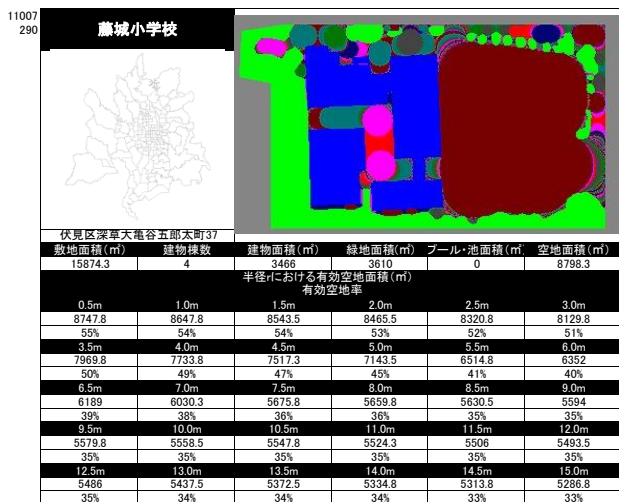 11007
290
藤城小学校
伏見区深草大亀谷五郎太町37
敷地面積(㎡) 建物棟数 建物面積(㎡) 緑地面積(㎡) プール・池面積(㎡ 空地面積(㎡)
15874.3 4 3466 3610 0 8798.3
半径rにおける有効空地面積(㎡)
有効空地率
0.5m 1.0m 1.5m 2.0m 2.5m 3.0m
8747.8 8647.8 8543.5 8465.5 8320.8 8129.8
55% 54% 54% 53% 52% 51%
3.5m 4.0m 4.5m 5.0m 5.5m 6.0m
7969.8 7733.8 7517.3 7143.5 6514.8 6352
50% 49% 47% 45% 41% 40%
6.5m 7.0m 7.5m 8.0m 8.5m 9.0m
6189 6030.3 5675.8 5659.8 5630.5 5594
39% 38% 36% 36% 35% 35%
9.5m 10.0m 10.5m 11.0m 11.5m 12.0m
5579.8 5558.5 5547.8 5524.3 5506 5493.5
35% 35% 35% 35% 35% 35%
12.5m 13.0m 13.5m 14.0m 14.5m 15.0m
5486 5437.5 5372.5 5334.8 5313.8 5286.8
35% 34% 34% 34% 33% 33%